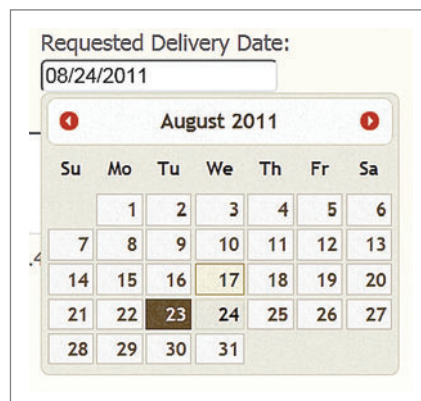 Requested Delivery Date:
08/24/2011
August 2011
Su Mo Tu We Th Fr Sa
1 2 3 4 5 6
.4
7 8 9 10 11 12 13
14 15 16 17 18 19 20
21 22 23 24 25 26 27
28 29 30 31